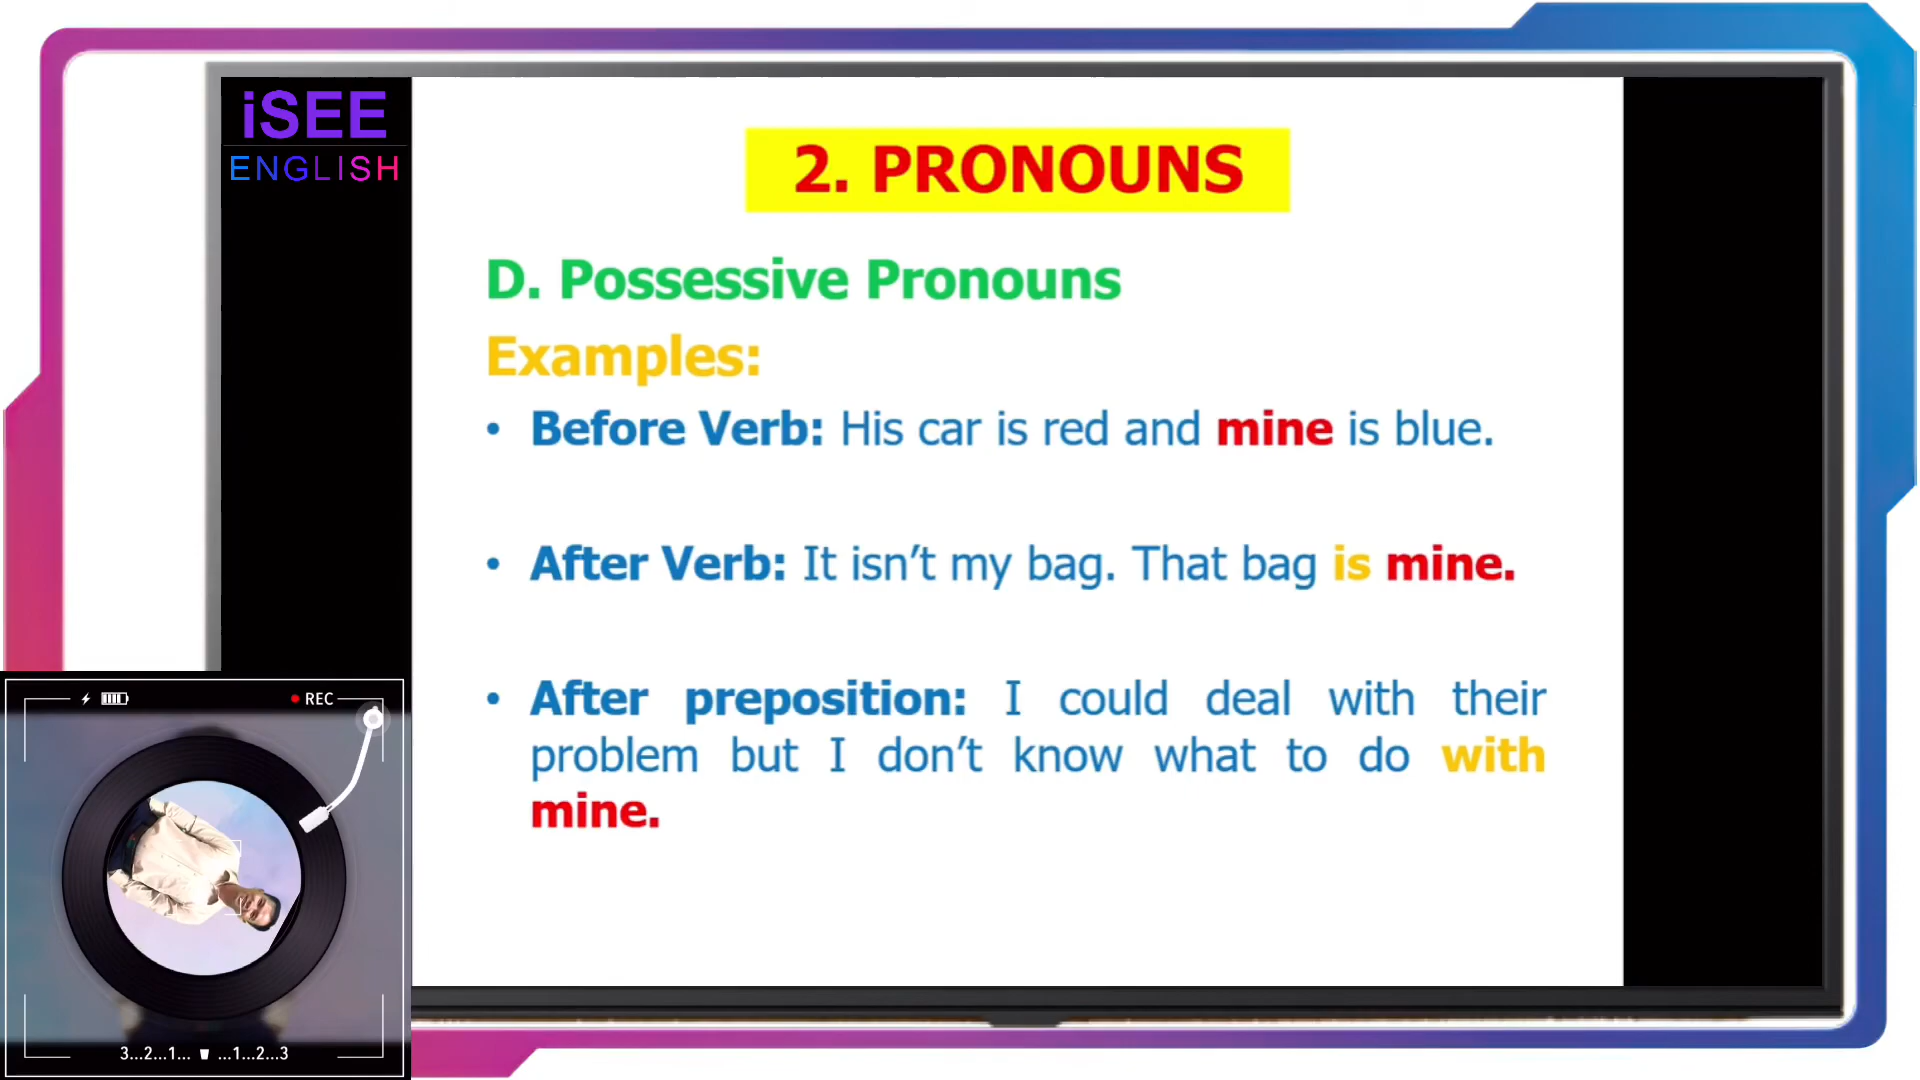 iSEE
ENGLISH
2. PRONOUNS
D. Possessive Pronouns
Examples:
• Before Verb: His car is red and mine is blue.
• After Verb: It isn’t my bag. That bag is mine.
• After preposition: I could deal with their
problem but I don’t know what to do with
mine.
REC
3...2...1... ...1...2...3